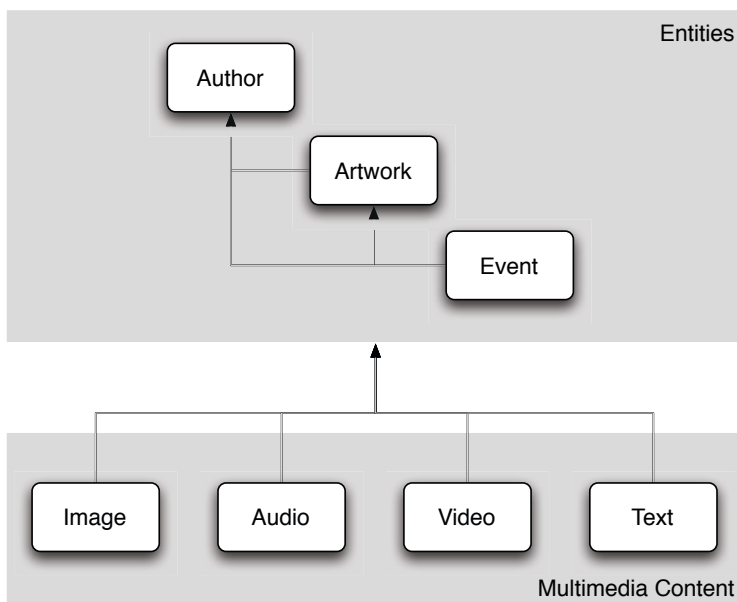 Entities
Author
Artwork
Event
Image
Audio
Video
Text
Multimedia Content